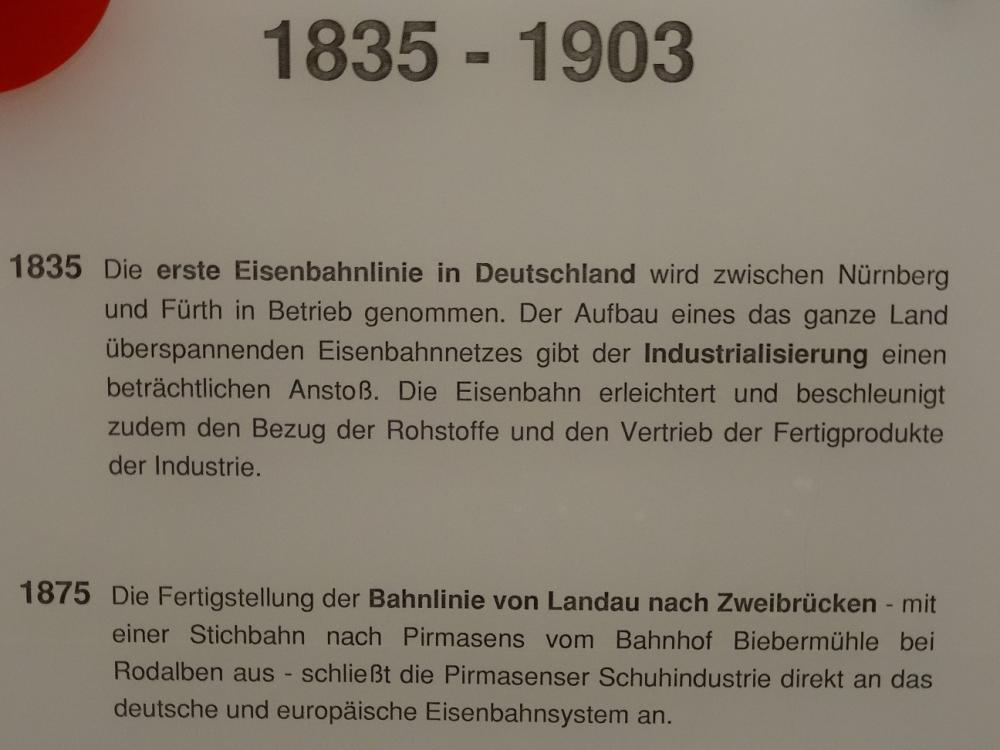 1835 - 1903
1835 Die erste Eisenbahnlinie in Deutschland wird zwischen Nürnberg
und Fürth in Betrieb genommen. Der Aufbau eines das ganze Land
überspannenden Eisenbahnnetzes gibt der Industrialisierung einen
beträchtlichen Anstoß. Die Eisenbahn erleichtert und beschleunigt
zudem den Bezug der Rohstoffe und den Vertrieb der Fertigprodukte
der Industrie.
1875 Die Fertigstellung der Bahnlinie von Landau nach Zweibrücken - mit
einer Stichbahn nach Pirmasens vom Bahnhof Biebermühle bei
Rodalben aus - schließt die Pirmasenser Schuhindustrie direkt an das
deutsche und europäische Eisenbahnsystem an.